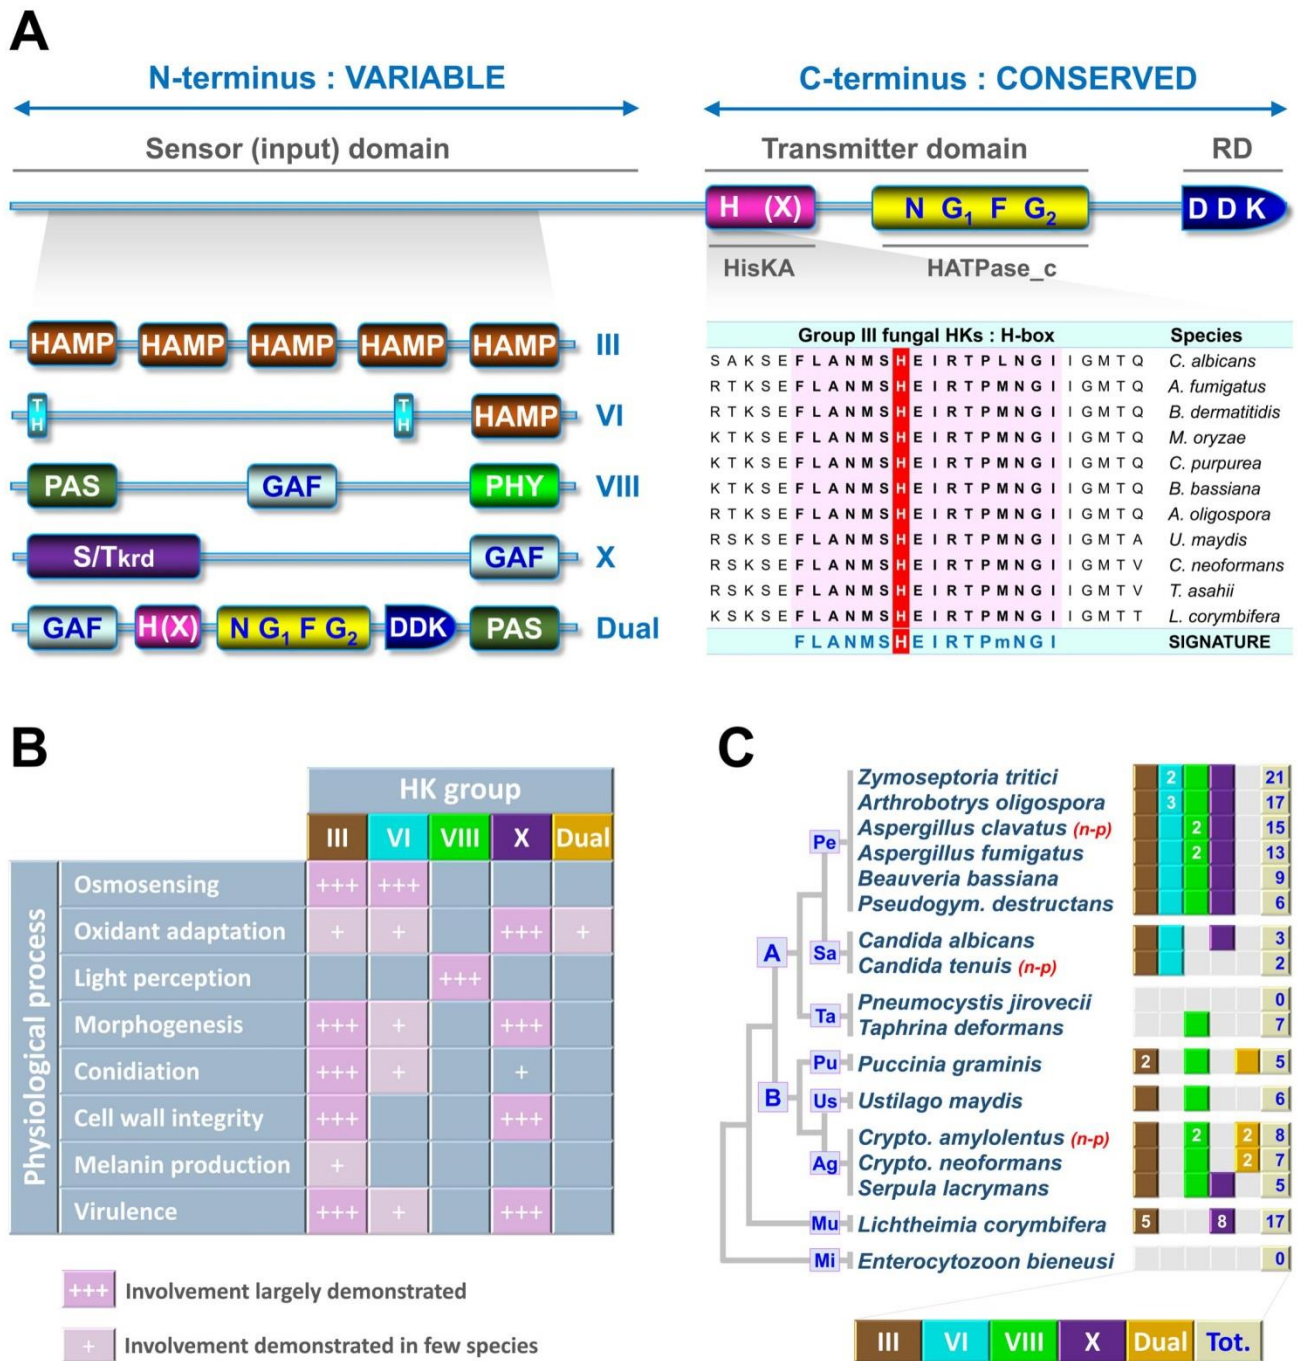 A
N-terminus : VARIABLE
C-terminus : CONSERVED
Sensor (input) domain
Transmitter domain
RD
H (X)
N G1 F G2
D D K
HisKA
HATPase_c
HAMP HAMP HAMP HAMP HAMP III
TH TH HAMP VI
PAS GAF PHY VIII
S/Tkrd GAF X
GAF H(X) N G1 F G2 DDK PAS Dual
Group III fungal HKs : H-box Species
S A K S E F L A N M S H E I R T P L N G I I G M T Q C. albicans
R T K S E F L A N M S H E I R T P M N G I I G M T Q A. fumigatus
R T K S E F L A N M S H E I R T P M N G I I G M T Q B. dermatitidis
K T K S E F L A N M S H E I R T P M N G I I G M T Q M. oryzae
K T K S E F L A N M S H E I R T P M N G I I G M T Q C. purpurea
K T K S E F L A N M S H E I R T P M N G I I G M T Q B. bassiana
R T K S E F L A N M S H E I R T P M N G I I G M T Q A. oligospora
R S K S E F L A N M S H E I R T P M N G I I G M T A U. maydis
R S K S E F L A N M S H E I R T P M N G I I G M T V C. neoformans
R S K S E F L A N M S H E I R T P M N G I I G M T V T. asahii
K S K S E F L A N M S H E I R T P M N G I I G M T T L. corymbifera
F L A N M S H E I R T P m N G I SIGNATURE
B
HK group
III VI VIII X Dual
Physiological process
Osmosensing +++ +++
Oxidant adaptation + + +++ +
Light perception +++
Morphogenesis +++ + +++
Conidiation +++ + +
Cell wall integrity +++ +++
Melanin production +
Virulence +++ + +++
+++ Involvement largely demonstrated
+ Involvement demonstrated in few species
C
A
B
Pe
Zymoseptoria tritici 2 21
Arthrobotrys oligospora 3 17
Aspergillus clavatus (n-p) 2 15
Aspergillus fumigatus 2 13
Beauveria bassiana 9
Pseudogym. destructans 6
Sa
Candida albicans 3
Candida tenuis (n-p) 2
Ta
Pneumocystis jirovecii 0
Taphrina deformans 7
Pu
Puccinia graminis 2 5
Us
Ustilago maydis 6
Ag
Crypto. amylolentus (n-p) 2 2 8
Crypto. neoformans 2 7
Serpula lacrymans 5
Mu
Lichtheimia corymbifera 5 8 17
Mi
Enterocytozoon bieneusi 0
III VI VIII X Dual Tot.